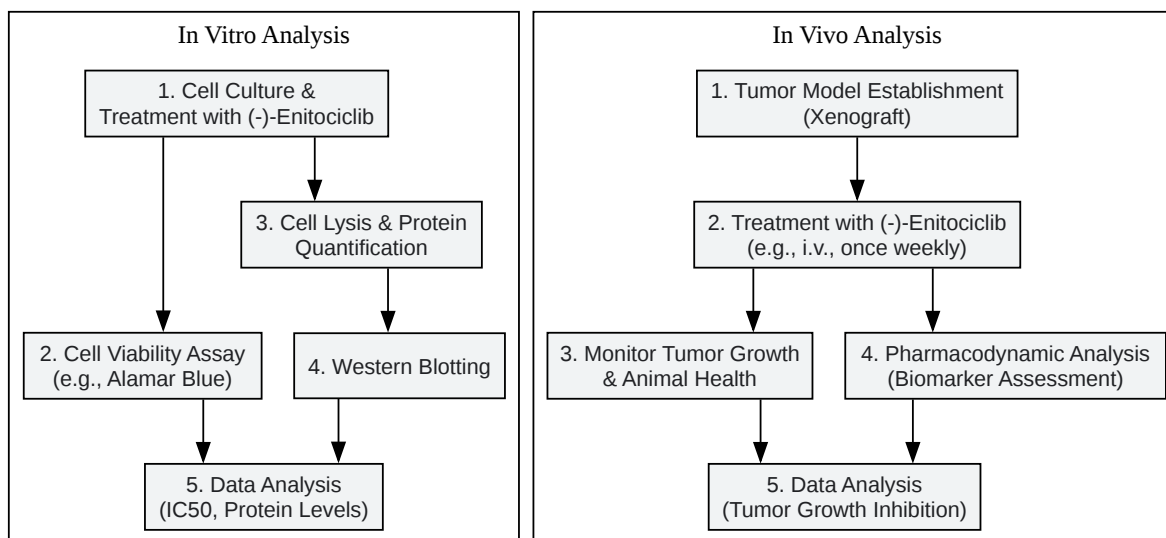 In Vitro Analysis
1. Cell Culture &
Treatment with (-)-Enitociclib
3. Cell Lysis & Protein
Quantification
2. Cell Viability Assay
(e.g., Alamar Blue)
4. Western Blotting
5. Data Analysis
(IC50, Protein Levels)
In Vivo Analysis
1. Tumor Model Establishment
(Xenograft)
2. Treatment with (-)-Enitociclib
(e.g., i.v., once weekly)
3. Monitor Tumor Growth
& Animal Health
4. Pharmacodynamic Analysis
(Biomarker Assessment)
5. Data Analysis
(Tumor Growth Inhibition)